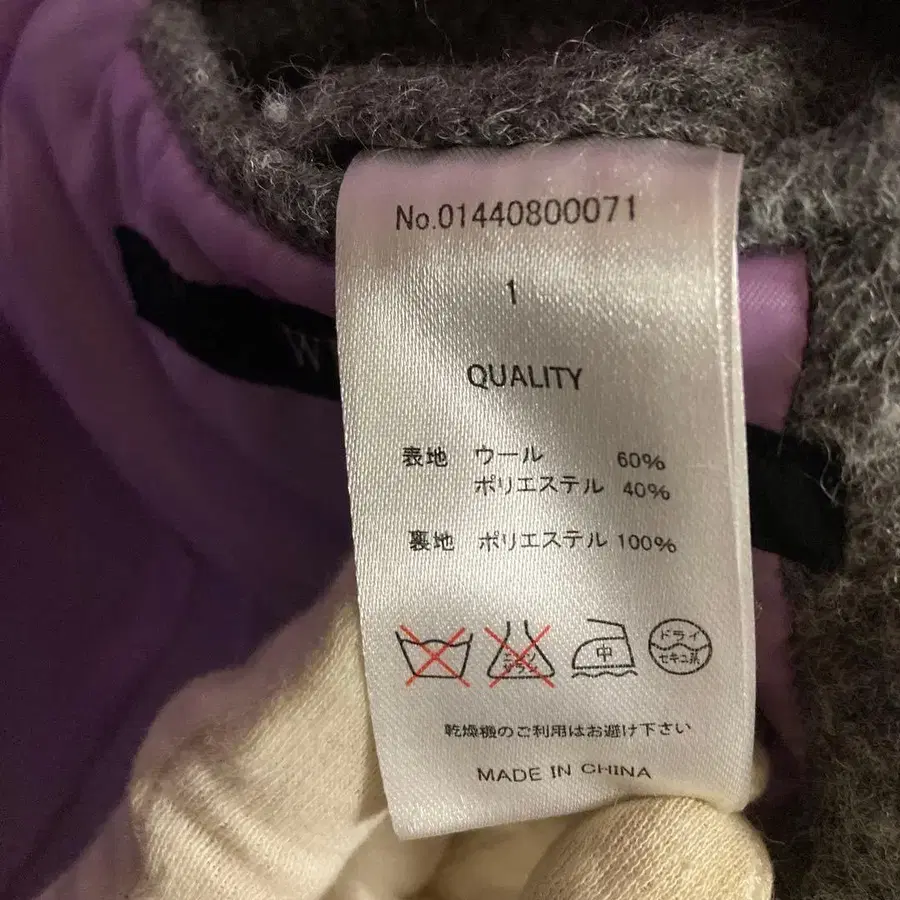 No.01440800071
1
QUALITY
表地 ウール 60%
ポリエステル 40%
裏地 ポリエステル 100%
中
ドライ
セキユ系
乾燥機のご利用はお避け下さい
MADE IN CHINA